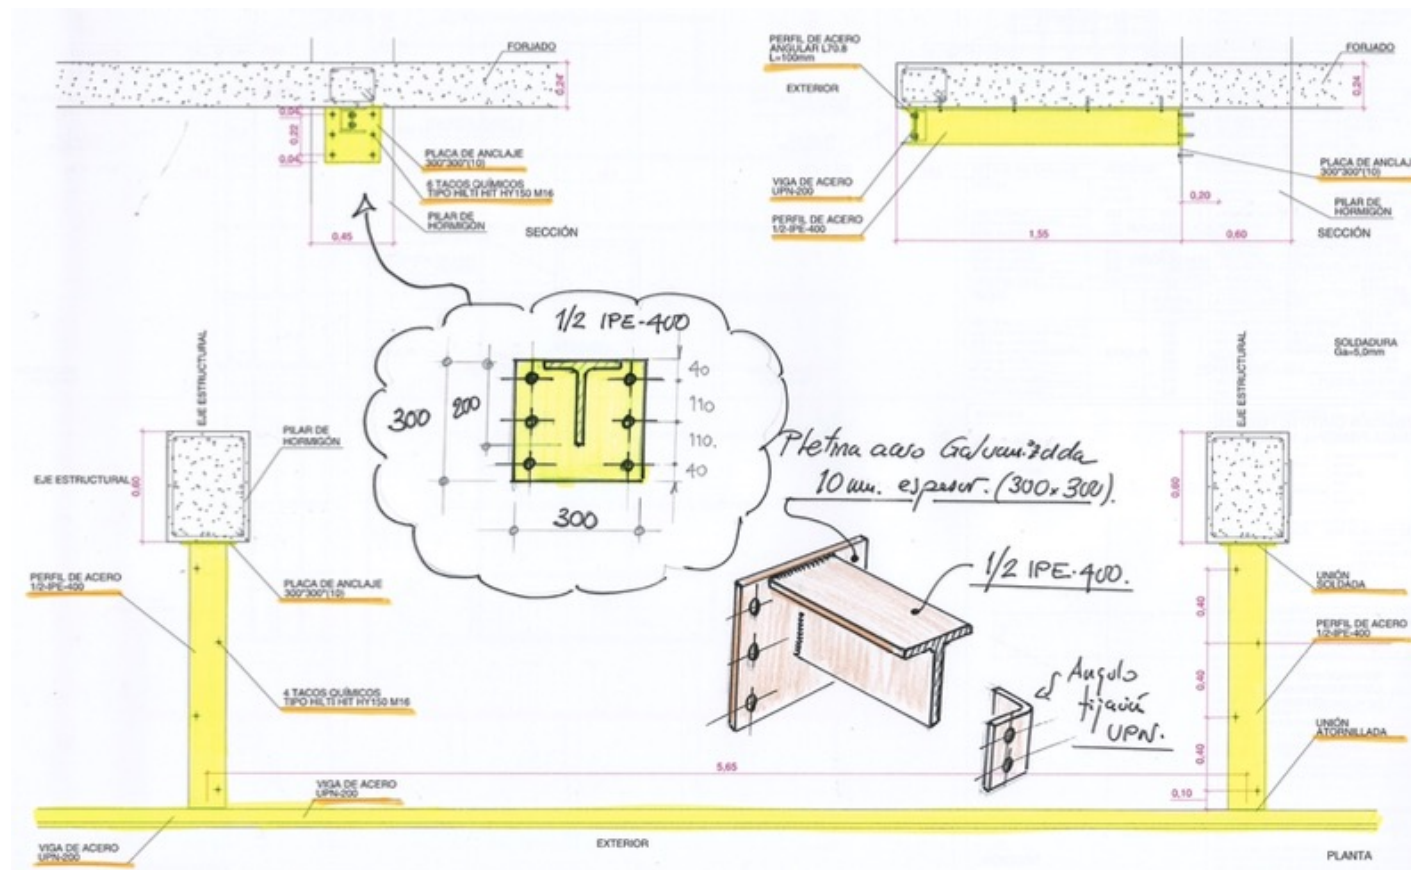 FORJADO
0,24
0,04
0,22
0,04
PLACA DE ANCLAJE
300*300*(10)
6 TACOS QUÍMICOS
TIPO HILTI HIT HY150 M16
PILAR DE
HORMIGÓN
SECCIÓN
0,45
PERFIL DE ACERO
ANGULAR L70.8
L=100mm
EXTERIOR
FORJADO
0,24
VIGA DE ACERO
UPN-200
PERFIL DE ACERO
1/2-IPE-400
PLACA DE ANCLAJ
300*300*(10)
0,20
PILAR DE
HORMIGÓN
SECCIÓN
1,55
0,60
1/2 IPE-400
300
200
40
110
110.
40
300
EJE ESTRUCTURAL
PILAR DE
HORMIGÓN
EJE ESTRUCTURAL
0,60
PERFIL DE ACERO
1/2-IPE-400
PLACA DE ANCLAJE
300*300*(10)
4 TACOS QUÍMICOS
TIPO HILTI HIT HY150 M16
Pletina acero Galvanizada
10 mm. espesor. (300x300).
1/2 IPE-400.
Angulo
fijación
UPN.
EJE ESTRUCTURAL
SOLDADURA
Ga=5,0mm
0,60
UNIÓN
SOLDADA
0,40
PERFIL DE ACERO
1/2-IPE-400
0,40
UNIÓN
ATORNILLADA
0,40
0,10
5,65
VIGA DE ACERO
UPN-200
VIGA DE ACERO
UPN-200
EXTERIOR
PLANTA